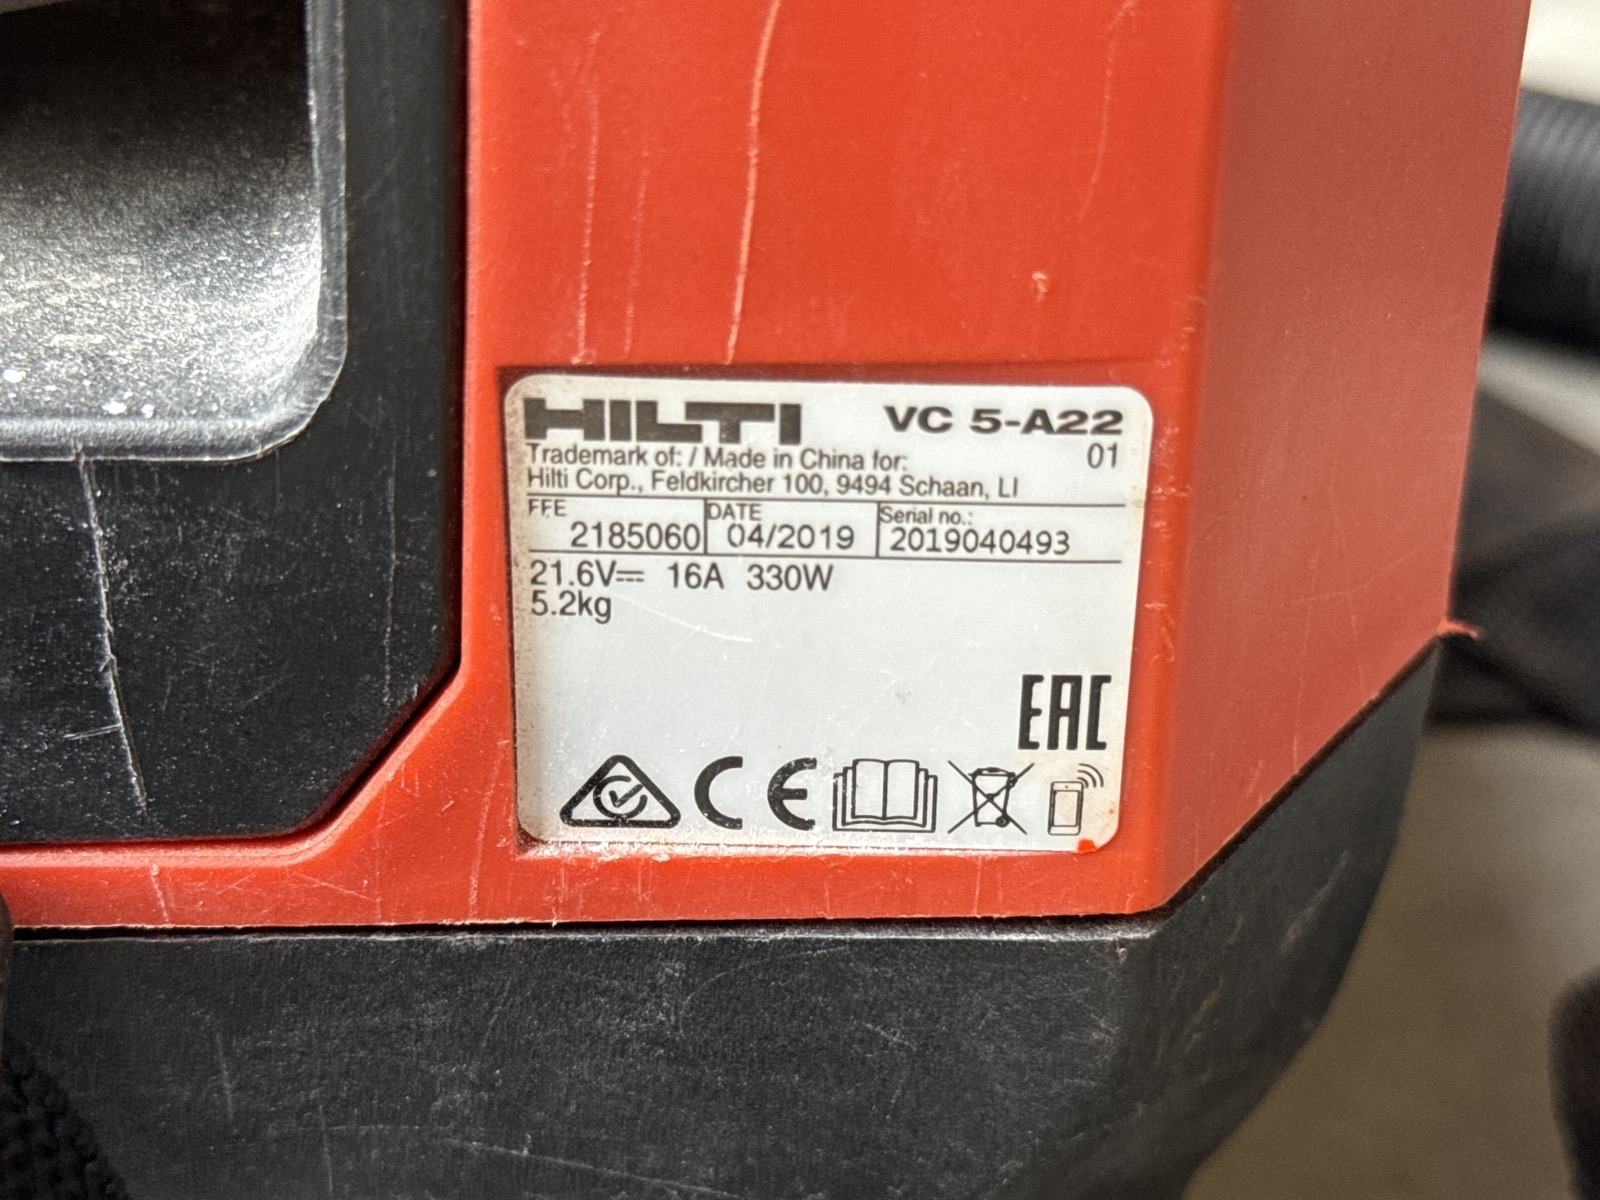 HILTI VC 5-A22
Trademark of: / Made in China for: 01
Hilti Corp., Feldkircher 100, 9494 Schaan, LI
FFE DATE Serial no.:
2185060 04/2019 2019040493
21.6V⎓ 16A 330W
5.2kg
EAC
CE